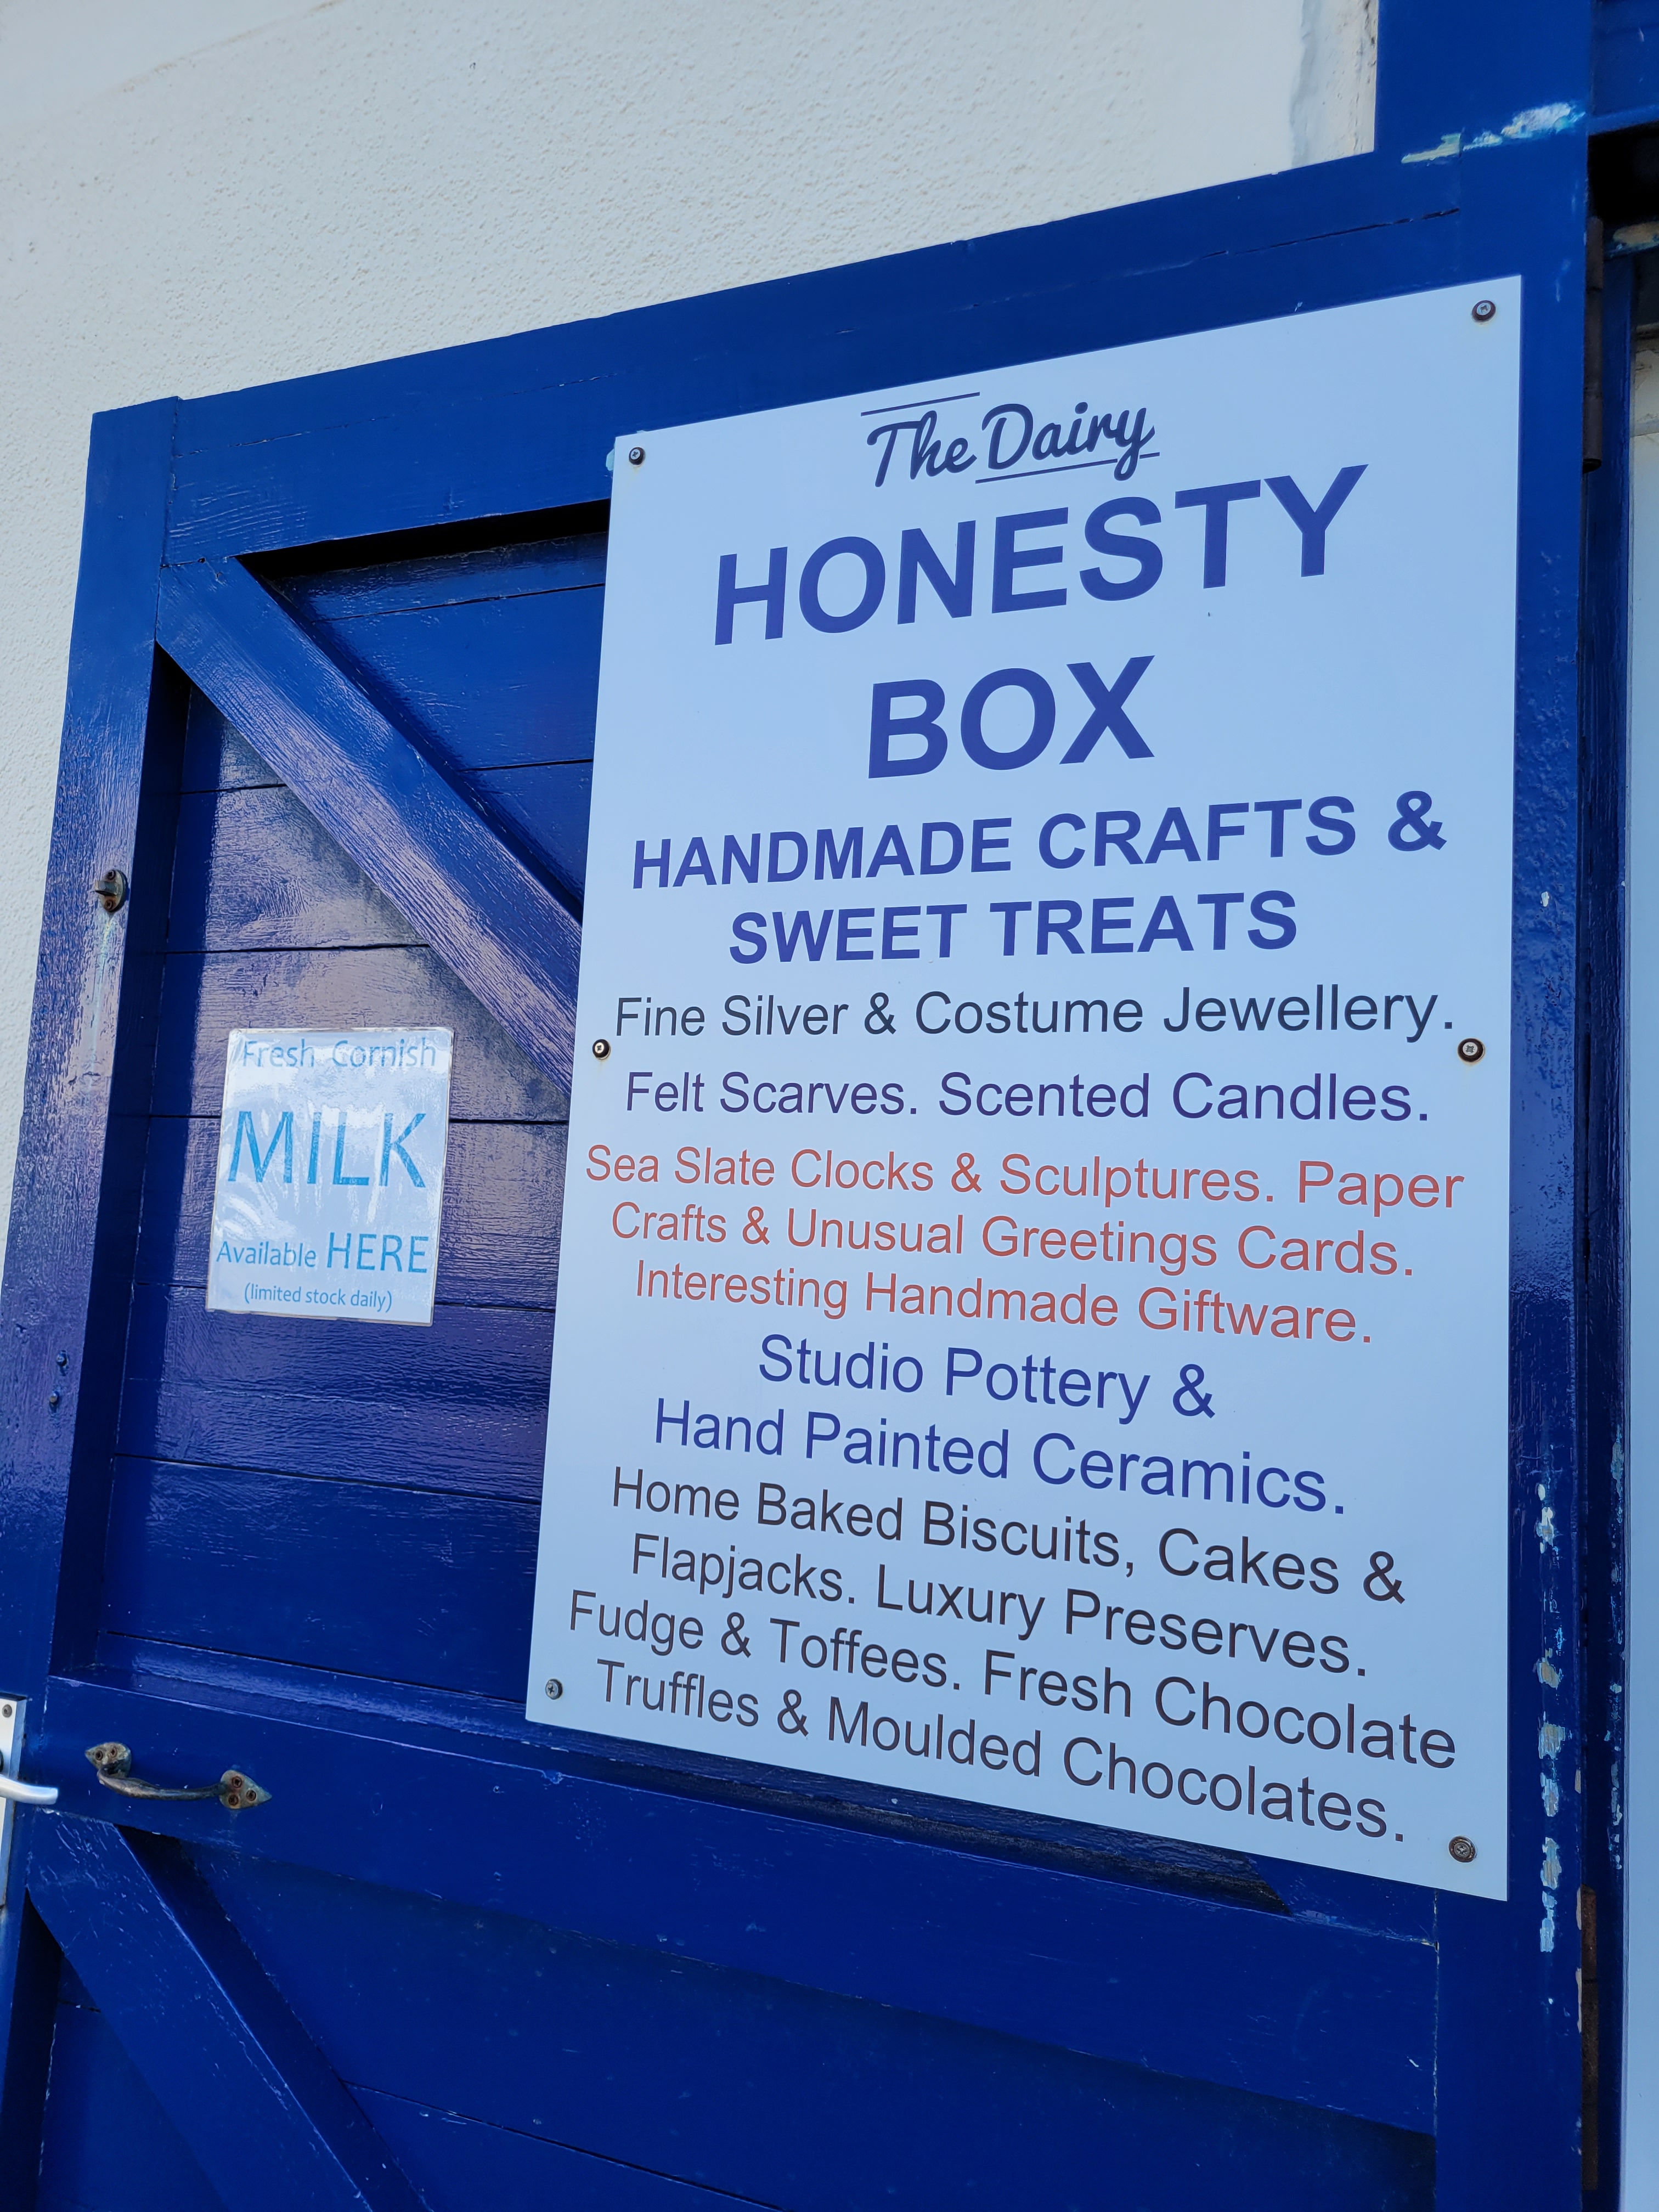 The Dairy
HONESTY
BOX
HANDMADE CRAFTS &
SWEET TREATS
Fine Silver & Costume Jewellery.
Felt Scarves. Scented Candles.
Sea Slate Clocks & Sculptures. Paper
Crafts & Unusual Greetings Cards.
Interesting Handmade Giftware.
Studio Pottery &
Hand Painted Ceramics.
Home Baked Biscuits, Cakes &
Flapjacks. Luxury Preserves.
Fudge & Toffees. Fresh Chocolate
Truffles & Moulded Chocolates.
Fresh Cornish
MILK
Available HERE
(limited stock daily)